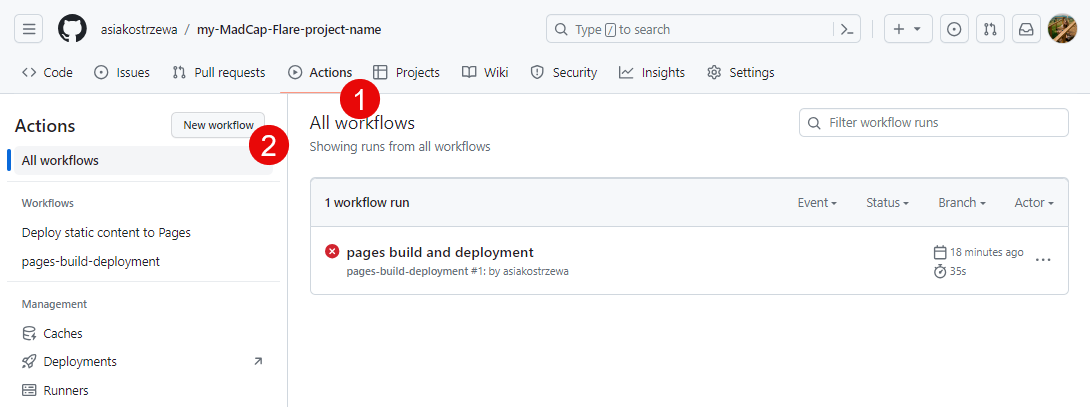 asiakostrzewa / my-MadCap-Flare-project-name
Type / to search
Code Issues Pull requests Actions Projects Wiki Security Insights Settings
1
Actions
New workflow
2
All workflows
Workflows
Deploy static content to Pages
pages-build-deployment
Management
Caches
Deployments
Runners
All workflows
Showing runs from all workflows
Filter workflow runs
1 workflow run Event Status Branch Actor
pages build and deployment
pages-build-deployment #1: by asiakostrzewa
18 minutes ago
35s